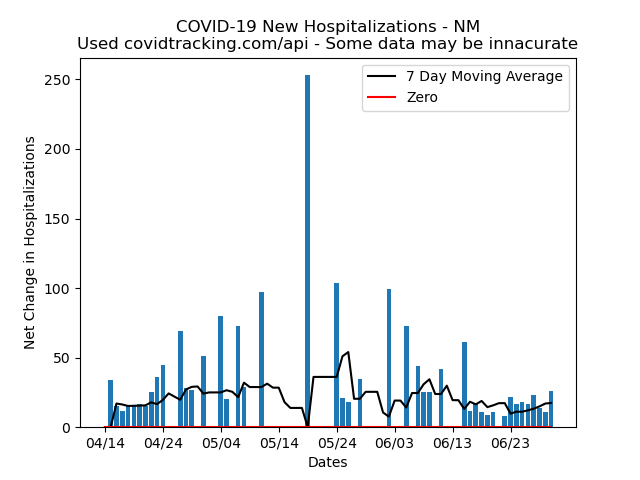 COVID-19 New Hospitalizations - NM
Used covidtracking.com/api - Some data may be innacurate
7 Day Moving Average
Zero
Net Change in Hospitalizations
250
200
150
100
50
0
04/14 04/24 05/04 05/14 05/24 06/03 06/13 06/23
Dates